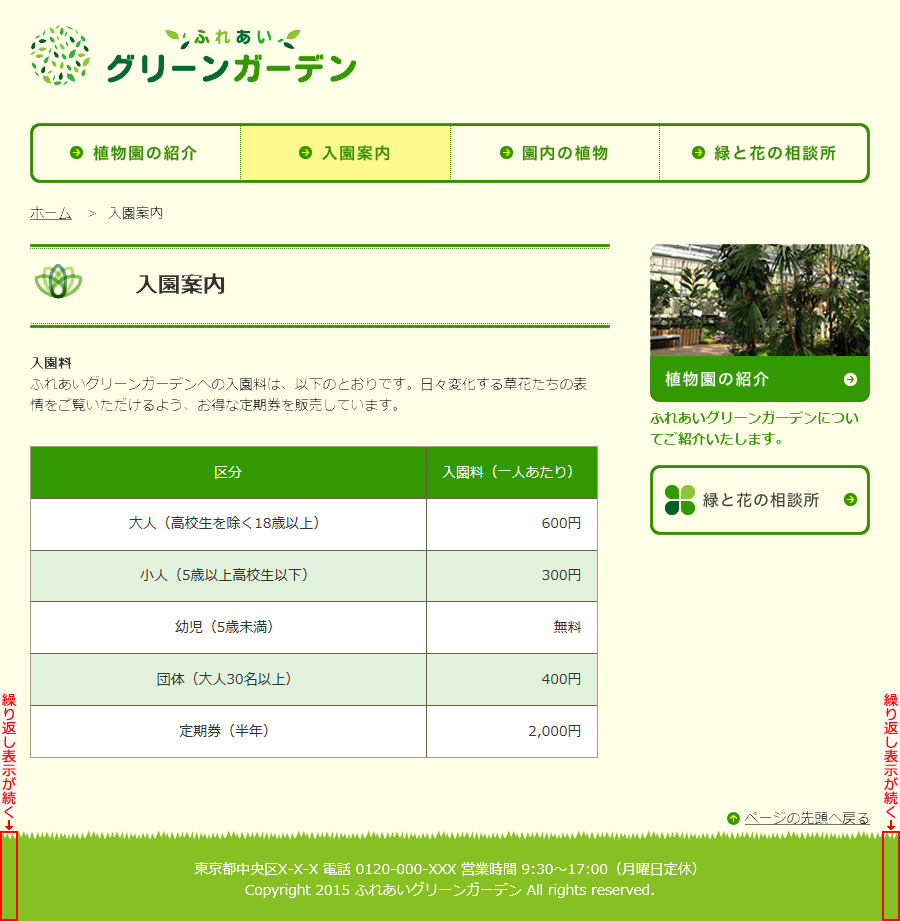 ふれあい
グリーンガーデン
植物園の紹介
入園案内
園内の植物
緑と花の相談所
ホーム > 入園案内
入園案内
入園料
ふれあいグリーンガーデンへの入園料は、以下のとおりです。日々変化する草花たちの表
情をご覧いただけるよう、お得な定期券を販売しています。
区分 入園料（一人あたり）
大人（高校生を除く18歳以上） 600円
小人（5歳以上高校生以下） 300円
幼児（5歳未満） 無料
団体（大人30名以上） 400円
定期券（半年） 2,000円
植物園の紹介
ふれあいグリーンガーデンについ
てご紹介いたします。
緑と花の相談所
繰り返し表示が続く
繰り返し表示が続く
ページの先頭へ戻る
東京都中央区X-X-X 電話 0120-000-XXX 営業時間 9:30～17:00（月曜日定休）
Copyright 2015 ふれあいグリーンガーデン All rights reserved.